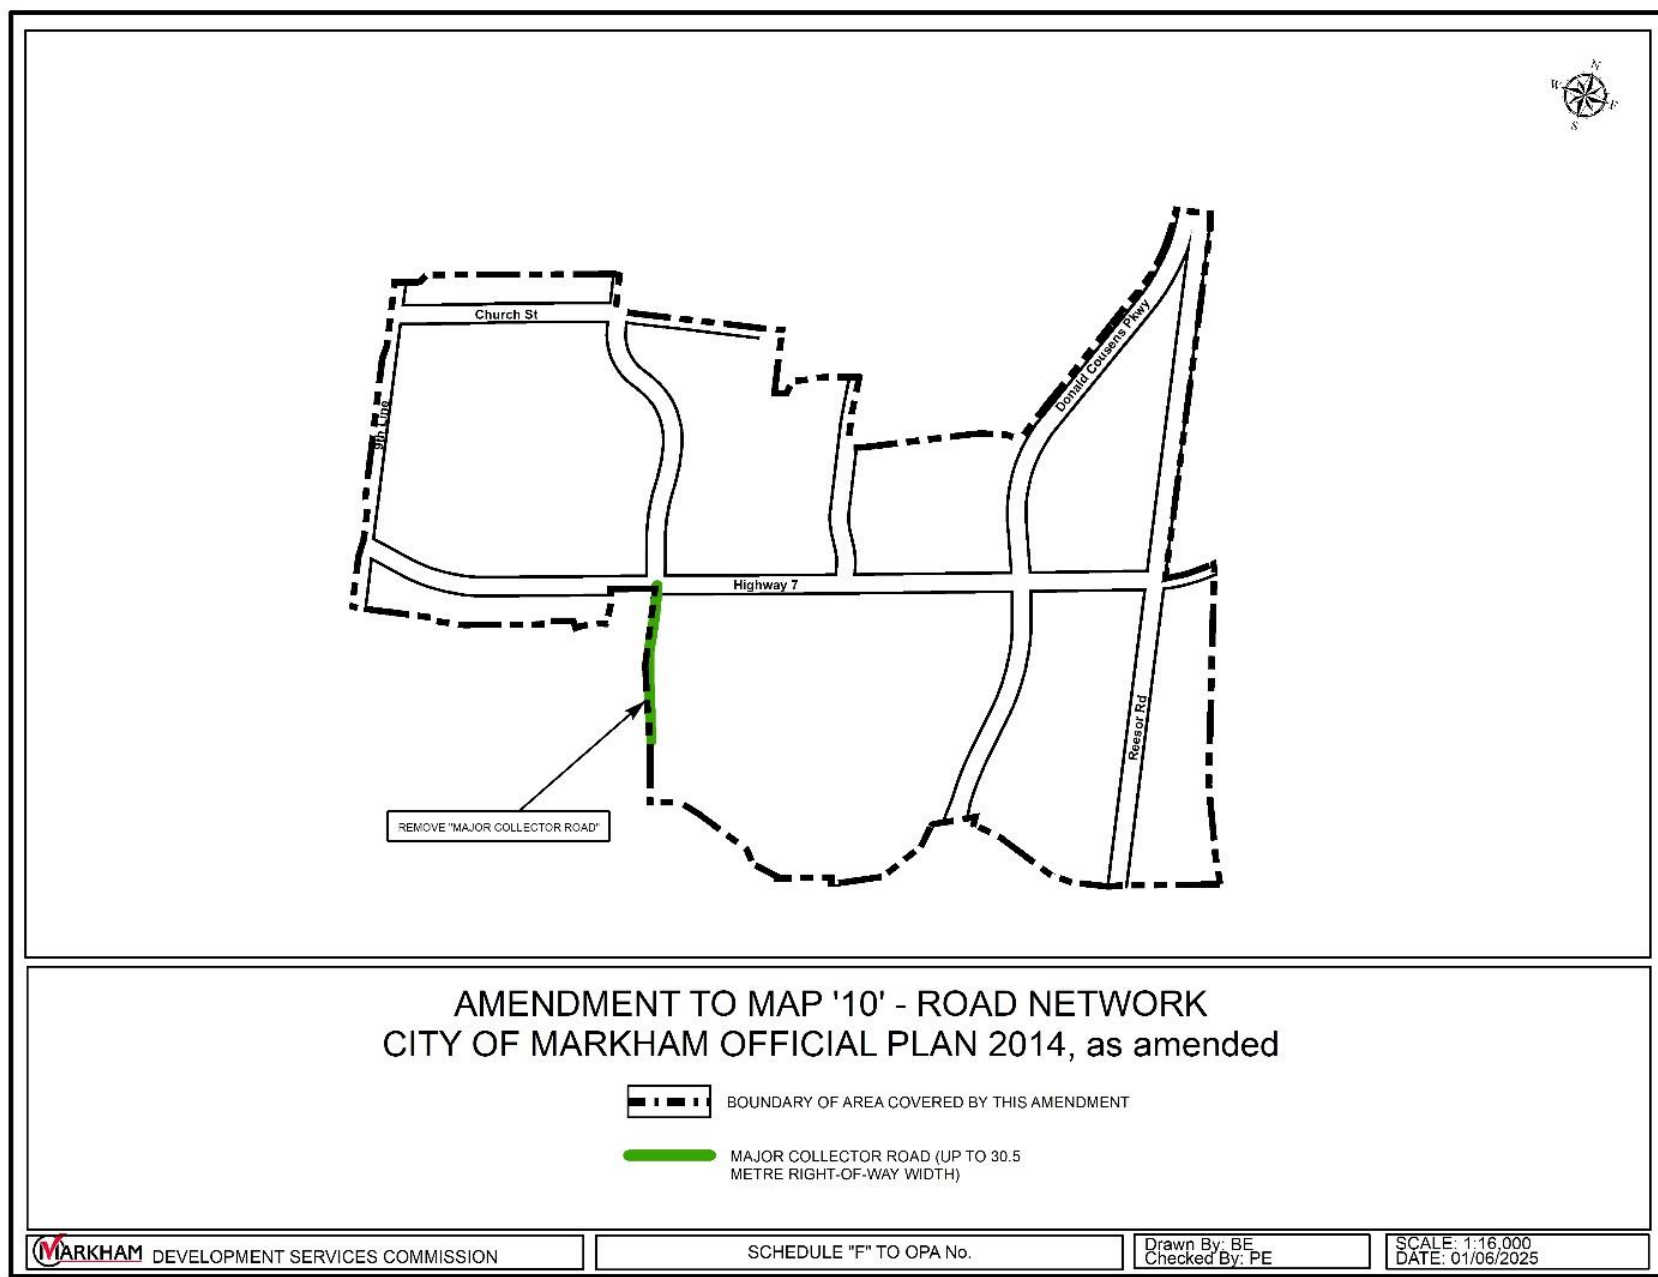 N
W
E
S
Church St
Donald Cousens Pkwy
9th Line
Highway 7
Reesor Rd
REMOVE "MAJOR COLLECTOR ROAD"
AMENDMENT TO MAP '10' - ROAD NETWORK
CITY OF MARKHAM OFFICIAL PLAN 2014, as amended
BOUNDARY OF AREA COVERED BY THIS AMENDMENT
MAJOR COLLECTOR ROAD (UP TO 30.5
METRE RIGHT-OF-WAY WIDTH)
MARKHAM DEVELOPMENT SERVICES COMMISSION
SCHEDULE "F" TO OPA No.
Drawn By: BE
Checked By: PE
SCALE: 1:16,000
DATE: 01/06/2025